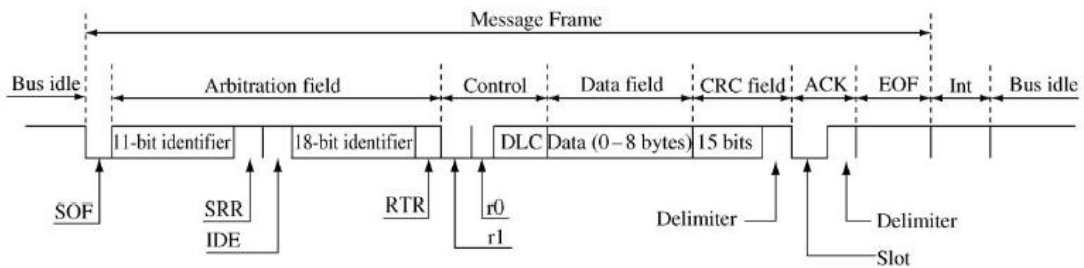 Message Frame
Bus idle Arbitration field Control Data field CRC field ACK EOF Int Bus idle
11-bit identifier 18-bit identifier DLC Data (0–8 bytes) 15 bits
SOF SRR RTR r0 Delimiter Delimiter
IDE r1
Slot